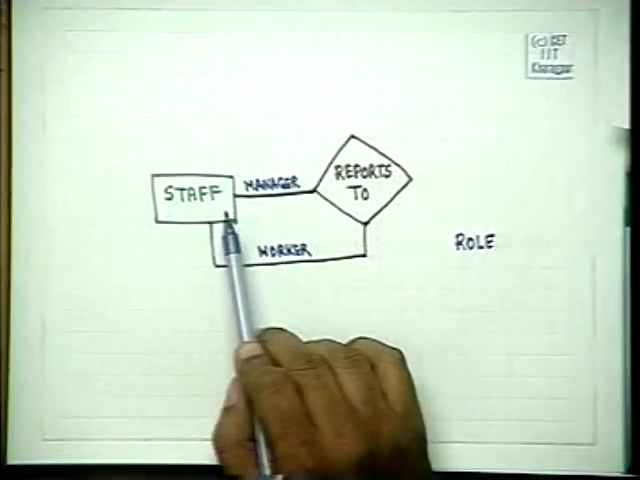 (c) CET
IIT
Kharagpur
STAFF
MANAGER
REPORTS
TO
WORKER
ROLE